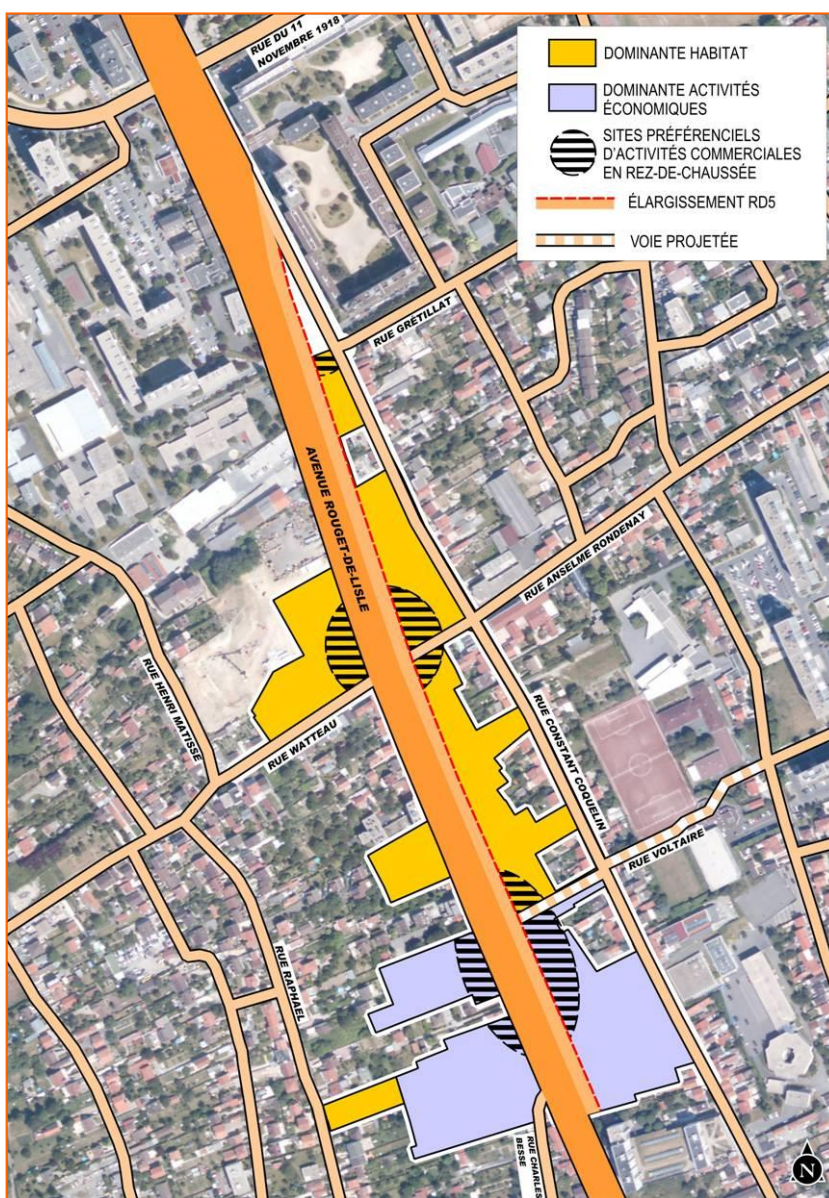 RUE DU 11
NOVEMBRE 1918
DOMINANTE HABITAT
DOMINANTE ACTIVITÉS
ÉCONOMIQUES
SITES PRÉFÉRENCIELS
D'ACTIVITÉS COMMERCIALES
EN REZ-DE-CHAUSSÉE
ÉLARGISSEMENT RD5
VOIE PROJETÉE
RUE GRÉTILLAT
AVENUE ROUGET-DE-LISLE
RUE ANSELME RONDENAY
RUE HENRI MATISSE
RUE WATTEAU
RUE CONSTANT COQUELIN
RUE VOLTAIRE
RUE RAPHAEL
RUE CHARLES
BESSE
N